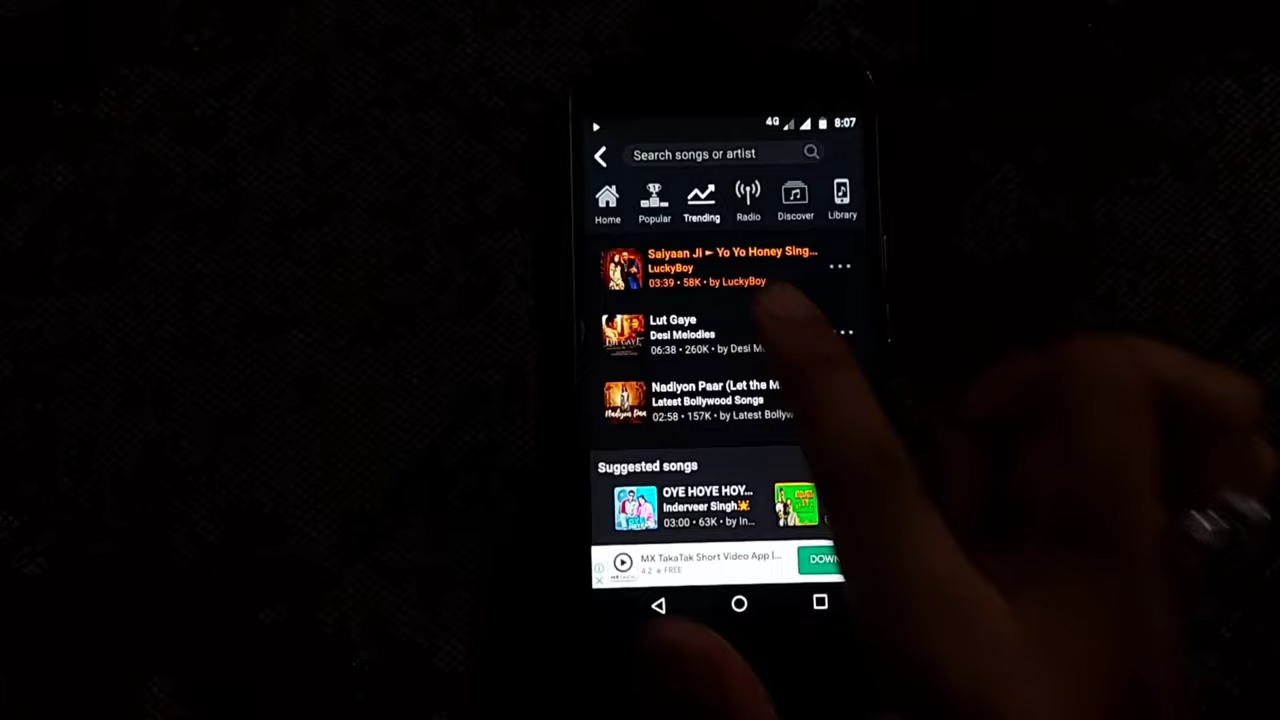 4G 8:07
Search songs or artist
Home Popular Trending Radio Discover Library
Saiyaan Ji ► Yo Yo Honey Sing...
LuckyBoy
03:39 • 58K • by LuckyBoy
Lut Gaye
Desi Melodies
06:38 • 260K • by Desi M
Nadiyon Paar (Let the M
Latest Bollywood Songs
02:58 • 157K • by Latest Bollyw
Suggested songs
OYE HOYE HOY...
Inderveer Singh🌟
03:00 • 63K • by In...
MX TakaTak Short Video App |...
4.2 ★ FREE
DOWN